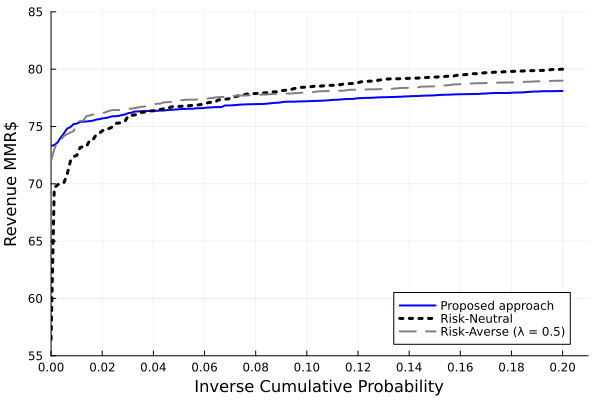 85
80
75
70
65
60
55
Revenue MMR$
0.00 0.02 0.04 0.06 0.08 0.10 0.12 0.14 0.16 0.18 0.20
Inverse Cumulative Probability
Proposed approach
Risk-Neutral
Risk-Averse (λ = 0.5)